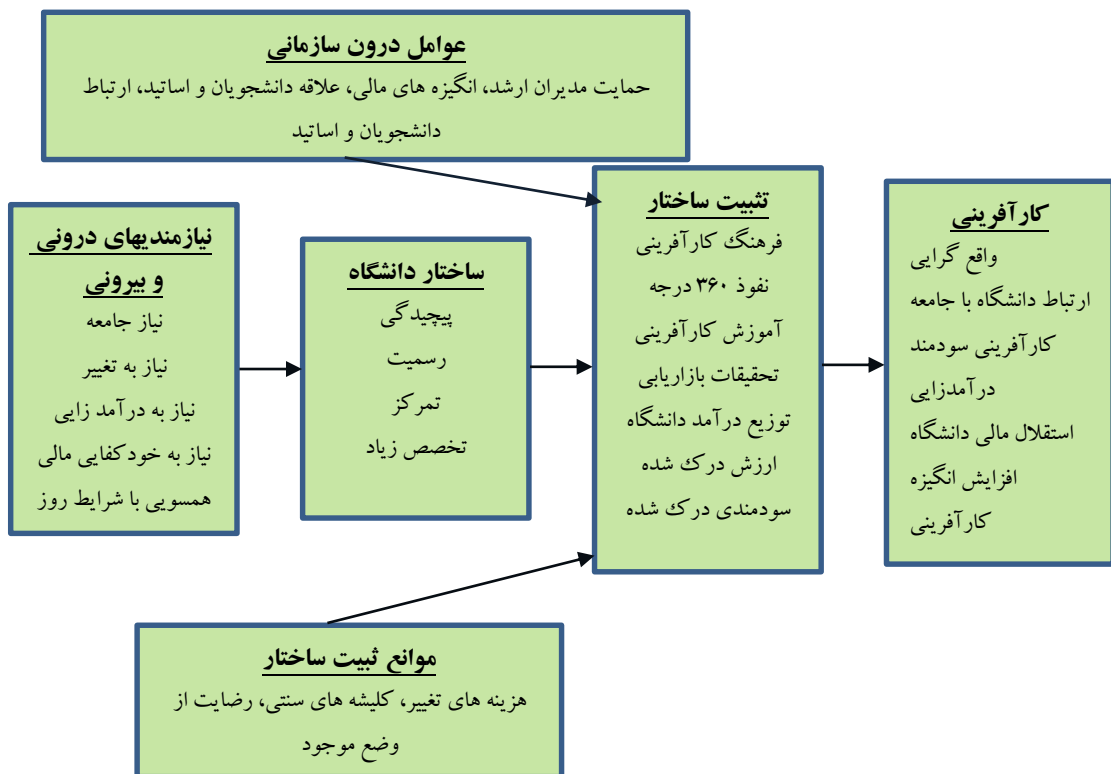 عوامل درون سازمانی
حمایت مدیران ارشد، انگیزه های مالی، علاقه دانشجویان و اساتید، ارتباط
دانشجویان و اساتید
نیازمندیهای درونی
و بیرونی
نیاز جامعه
نیاز به تغییر
نیاز به درآمد زایی
نیاز به خودکفایی مالی
همسویی با شرایط روز
ساختار دانشگاه
پیچیدگی
رسمیت
تمرکز
تخصص زیاد
تثبیت ساختار
فرهنگ کارآفرینی
نفوذ ۳۶۰ درجه
آموزش کارآفرینی
تحقیقات بازاریابی
توزیع درآمد دانشگاه
ارزش درک شده
سودمندی درک شده
کارآفرینی
واقع گرایی
ارتباط دانشگاه با جامعه
کارآفرینی سودمند
درآمدزایی
استقلال مالی دانشگاه
افزایش انگیزه
کارآفرینی
موانع ثبیت ساختار
هزینه های تغییر، کلیشه های سنتی، رضایت از
وضع موجود